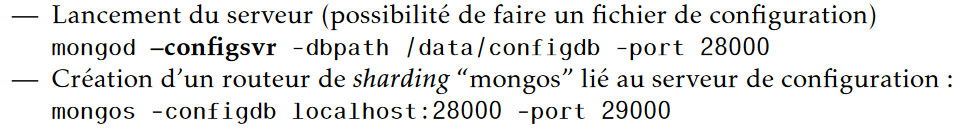 — Lancement du serveur (possibilité de faire un fichier de configuration)
mongod –configsvr -dbpath /data/configdb -port 28000
— Création d'un routeur de sharding “mongos” lié au serveur de configuration :
mongos -configdb localhost:28000 -port 29000